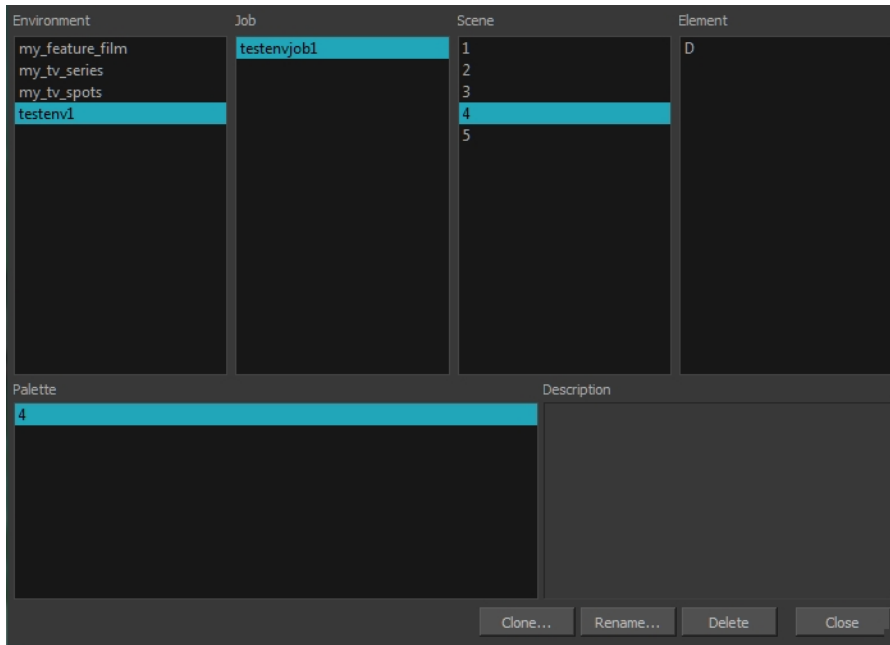 Environment
Job
Scene
Element
my_feature_film
my_tv_series
my_tv_spots
testenv1
testenvjob1
1
2
3
4
5
D
Palette
Description
4
Clone...
Rename...
Delete
Close